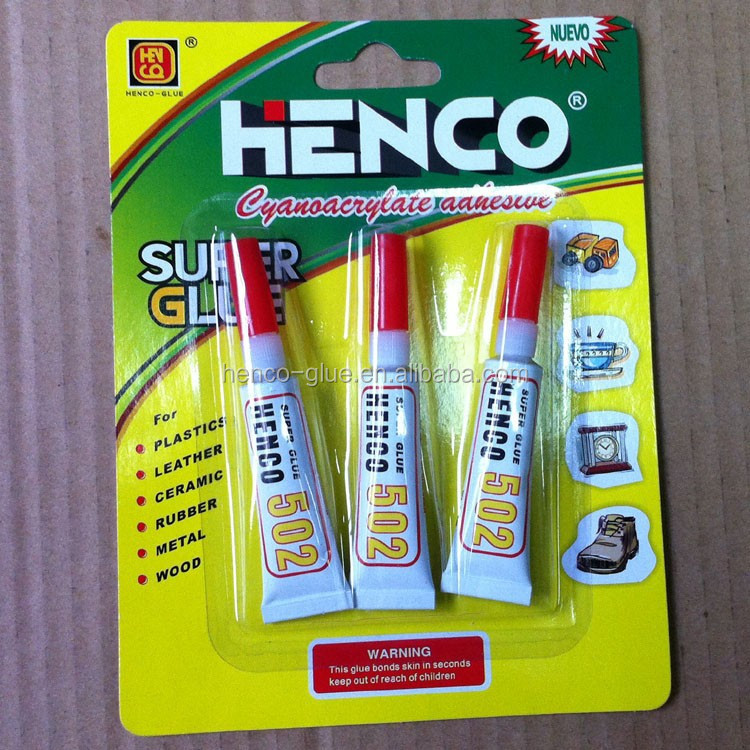 HENCO
®
HENCO-GLUE
NUEVO
HENCO®
Cyanoacrylate adhesive
SUPER
GLUE
henco-glue.en.alibaba.com
For
PLASTICS
LEATHER
CERAMIC
RUBBER
METAL
WOOD
SUPER GLUE
HENCO 502
SUPER GLUE
HENCO 502
SUPER GLUE
HENCO 502
WARNING
This glue bonds skin in seconds
keep out of reach of children